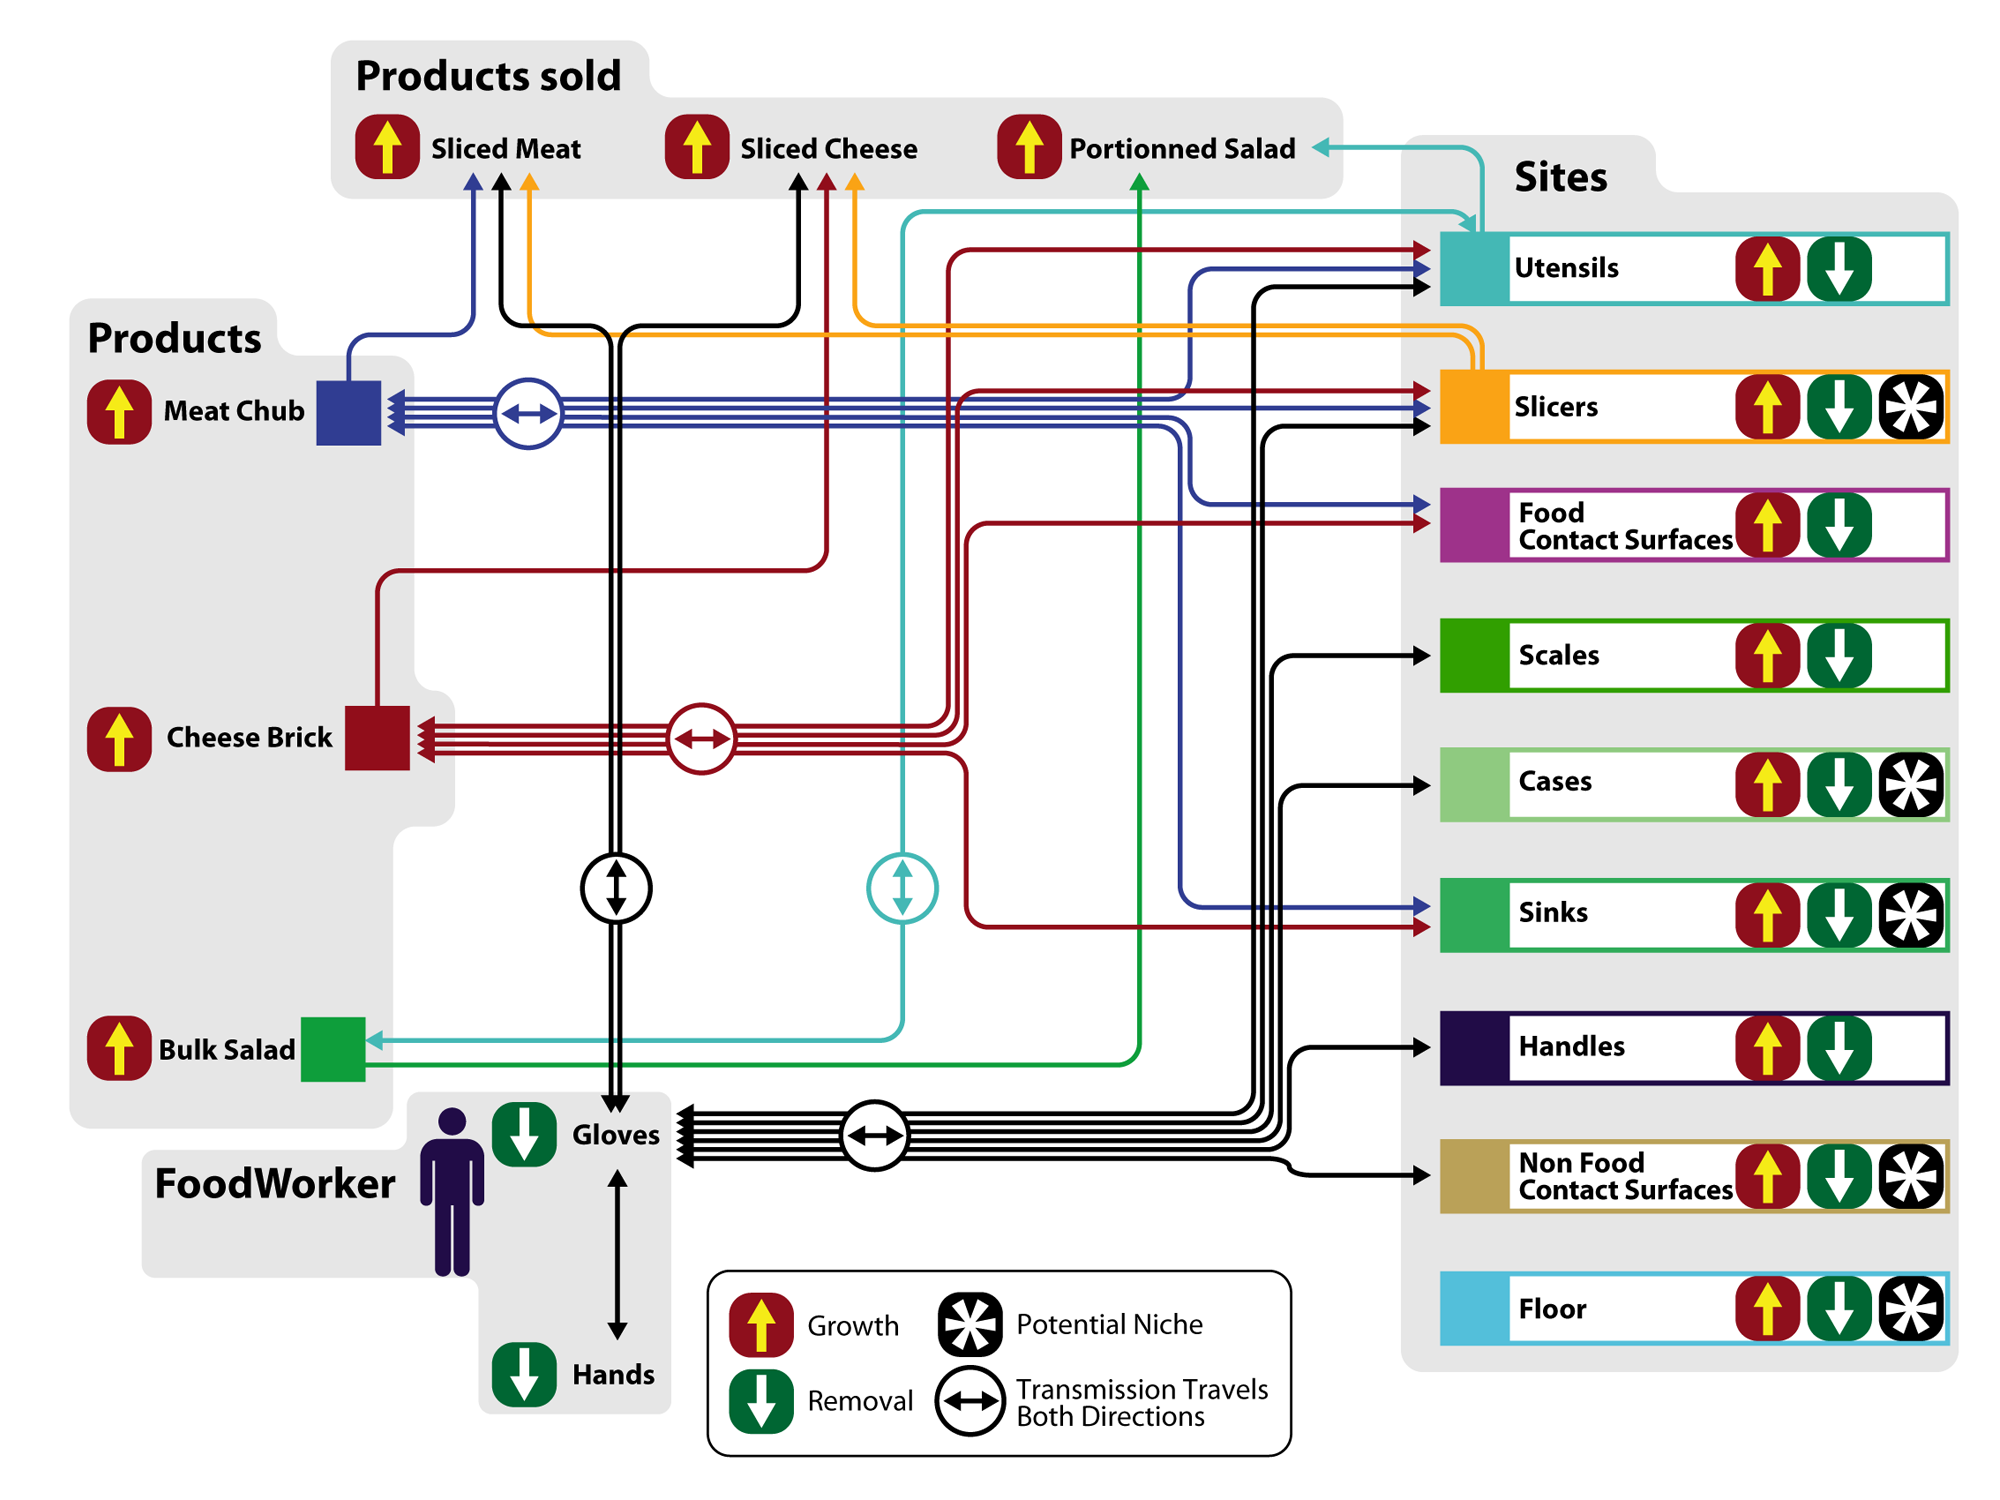 Products sold
Sliced Meat
Sliced Cheese
Portionned Salad
Sites
Utensils
Slicers
Food
Contact Surfaces
Scales
Cases
Sinks
Handles
Non Food
Contact Surfaces
Floor
Products
Meat Chub
Cheese Brick
Bulk Salad
FoodWorker
Gloves
Hands
Growth
Potential Niche
Removal
Transmission Travels
Both Directions